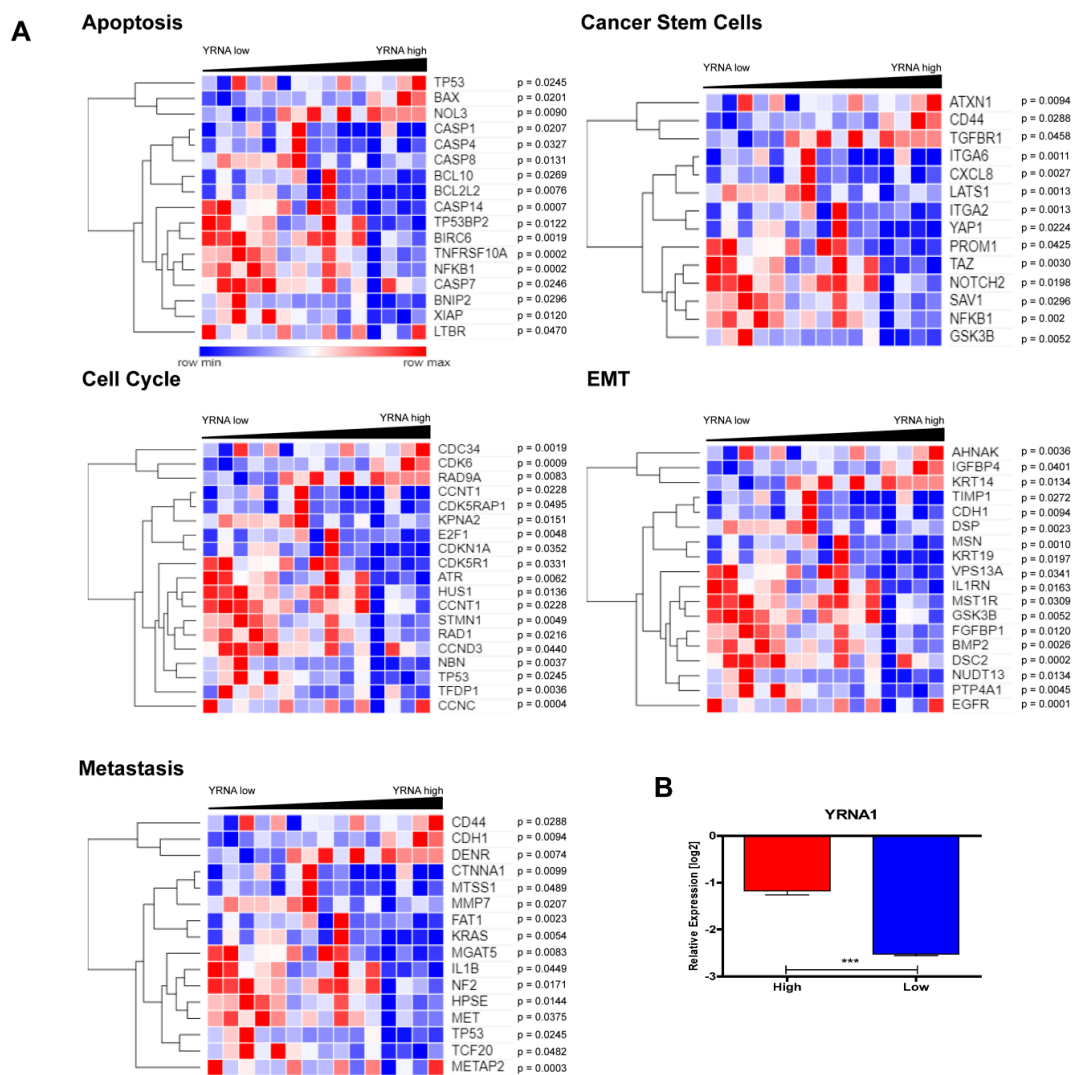 A
Apoptosis
YRNA low YRNA high
TP53 p = 0.0245
BAX p = 0.0201
NOL3 p = 0.0090
CASP1 p = 0.0207
CASP4 p = 0.0327
CASP8 p = 0.0131
BCL10 p = 0.0269
BCL2L2 p = 0.0076
CASP14 p = 0.0007
TP53BP2 p = 0.0122
BIRC6 p = 0.0019
TNFRSF10A p = 0.0002
NFKB1 p = 0.0002
CASP7 p = 0.0246
BNIP2 p = 0.0296
XIAP p = 0.0120
LTBR p = 0.0470
row min row max
Cancer Stem Cells
YRNA low YRNA high
ATXN1 p = 0.0094
CD44 p = 0.0288
TGFBR1 p = 0.0458
ITGA6 p = 0.0011
CXCL8 p = 0.0027
LATS1 p = 0.0013
ITGA2 p = 0.0013
YAP1 p = 0.0224
PROM1 p = 0.0425
TAZ p = 0.0030
NOTCH2 p = 0.0198
SAV1 p = 0.0296
NFKB1 p = 0.002
GSK3B p = 0.0052
Cell Cycle
YRNA low YRNA high
CDC34 p = 0.0019
CDK6 p = 0.0009
RAD9A p = 0.0083
CCNT1 p = 0.0228
CDK5RAP1 p = 0.0495
KPNA2 p = 0.0151
E2F1 p = 0.0048
CDKN1A p = 0.0352
CDK5R1 p = 0.0331
ATR p = 0.0062
HUS1 p = 0.0136
CCNT1 p = 0.0228
STMN1 p = 0.0049
RAD1 p = 0.0216
CCND3 p = 0.0440
NBN p = 0.0037
TP53 p = 0.0245
TFDP1 p = 0.0036
CCNC p = 0.0004
EMT
YRNA low YRNA high
AHNAK p = 0.0036
IGFBP4 p = 0.0401
KRT14 p = 0.0134
TIMP1 p = 0.0272
CDH1 p = 0.0094
DSP p = 0.0023
MSN p = 0.0010
KRT19 p = 0.0197
VPS13A p = 0.0341
IL1RN p = 0.0163
MST1R p = 0.0309
GSK3B p = 0.0052
FGFBP1 p = 0.0120
BMP2 p = 0.0026
DSC2 p = 0.0002
NUDT13 p = 0.0134
PTP4A1 p = 0.0045
EGFR p = 0.0001
Metastasis
YRNA low YRNA high
CD44 p = 0.0288
CDH1 p = 0.0094
DENR p = 0.0074
CTNNA1 p = 0.0099
MTSS1 p = 0.0489
MMP7 p = 0.0207
FAT1 p = 0.0023
KRAS p = 0.0054
MGAT5 p = 0.0083
IL1B p = 0.0449
NF2 p = 0.0171
HPSE p = 0.0144
MET p = 0.0375
TP53 p = 0.0245
TCF20 p = 0.0482
METAP2 p = 0.0003
B
YRNA1
Relative Expression [log2]
0
-1
-2
-3
***
High Low